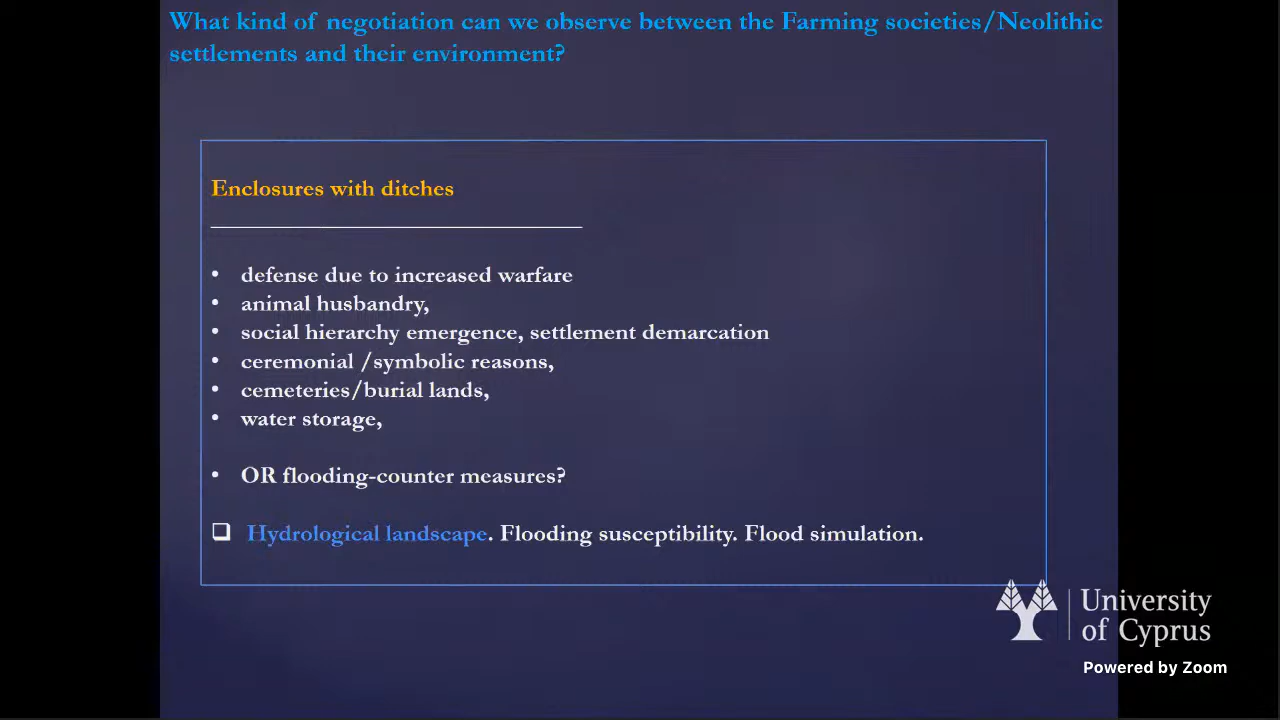 What kind of negotiation can we observe between the Farming societies/Neolithic
settlements and their environment?
Enclosures with ditches
• defense due to increased warfare
• animal husbandry,
• social hierarchy emergence, settlement demarcation
• ceremonial /symbolic reasons,
• cemeteries/burial lands,
• water storage,
• OR flooding-counter measures?
❑ Hydrological landscape. Flooding susceptibility. Flood simulation.
University
of Cyprus
Powered by Zoom